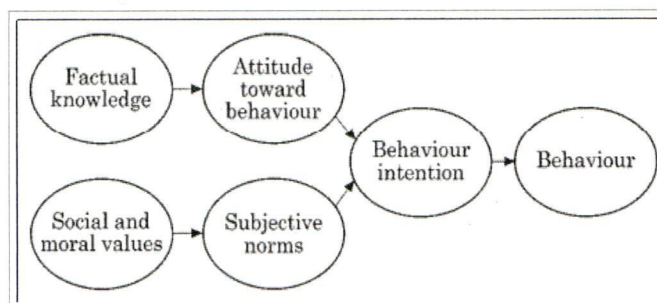 Factual
knowledge
Attitude
toward
behaviour
Behaviour
intention
Behaviour
Social and
moral values
Subjective
norms